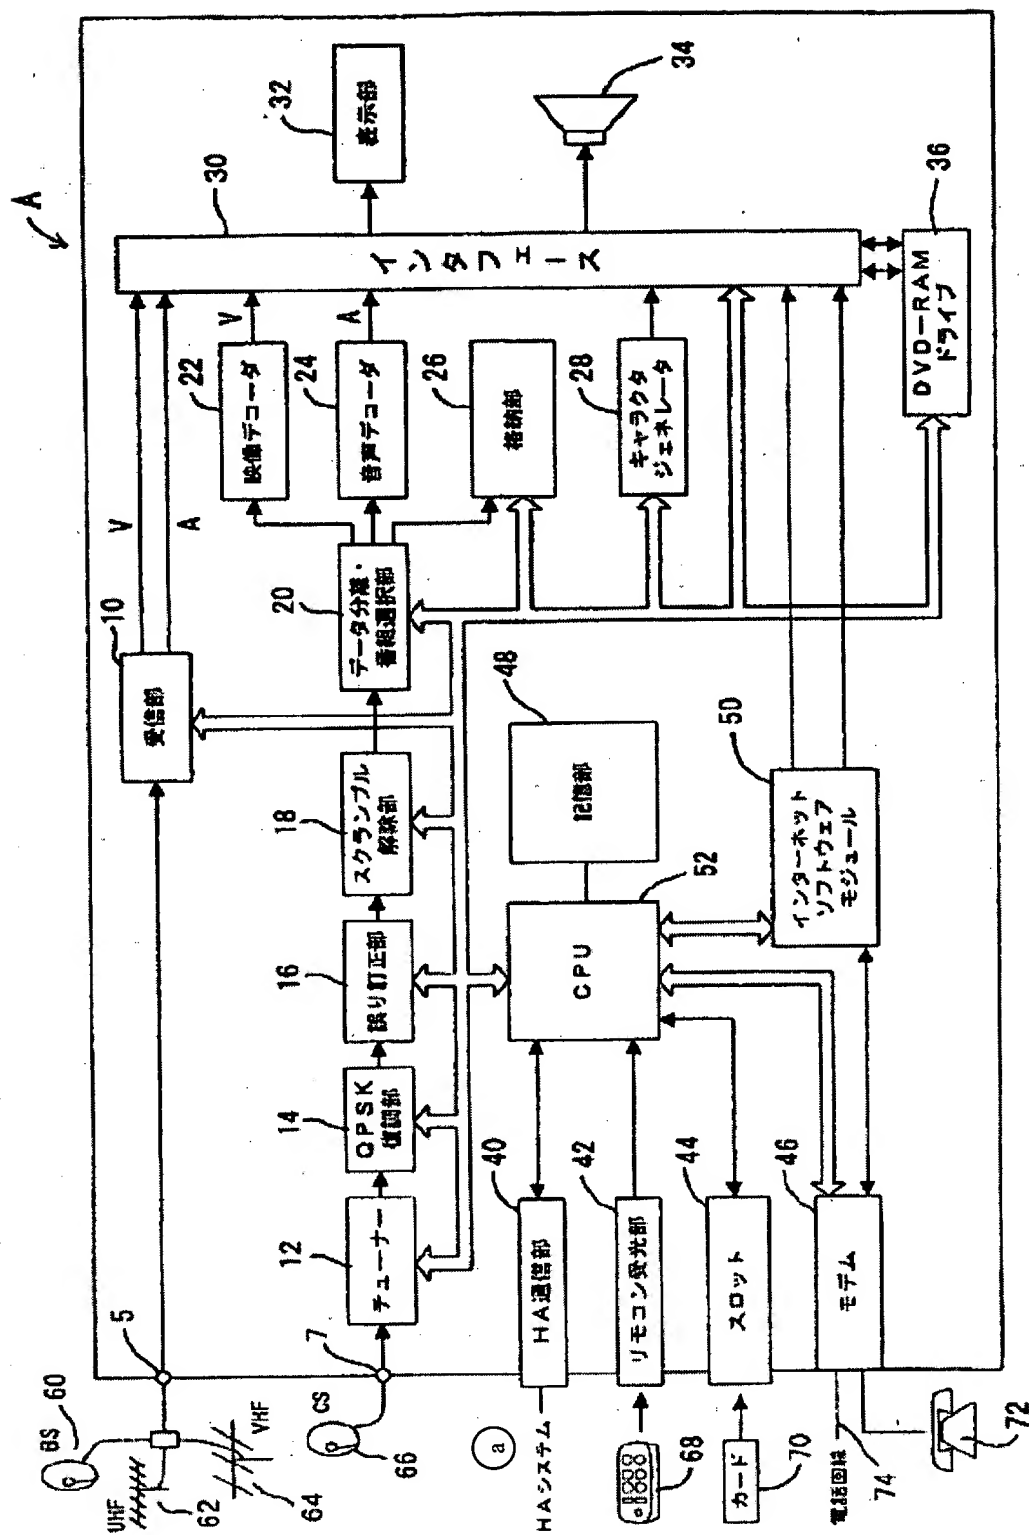 A
BS
60
UHF
62
VHF
64
5
受信部
10
V
A
CS
66
7
チューナー
12
QPSK
復調部
14
誤り訂正部
16
スクランブル
解除部
18
データ分離・
番組選択部
20
映像デコーダ
22
V
音声デコーダ
24
A
格納部
26
キャラクタ
ジェネレータ
28
インタフェース
30
表示部
32
34
DVD-RAM
ドライブ
36
a
HAシステム
HA通信部
40
68
リモコン受光部
42
カード
70
スロット
44
電話回線
74
72
モデム
46
CPU
52
記信部
48
インターネット
ソフトウェア
モジュール
50